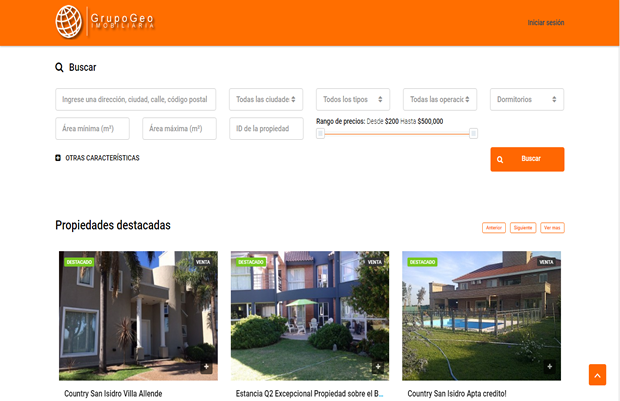 GrupoGeo
IMOBILIARIA
Iniciar sesión
Buscar
Ingrese una dirección, ciudad, calle, código postal
Todas las ciudade
Todos los tipos
Todas las operaci
Dormitorios
Área mínima (m²)
Área máxima (m²)
ID de la propiedad
Rango de precios: Desde $200 Hasta $500,000
OTRAS CARACTERÍSTICAS
Buscar
Propiedades destacadas
Anterior
Siguiente
Ver mas
DESTACADO
VENTA
DESTACADO
VENTA
DESTACADO
VENTA
Country San Isidro Villa Allende
Estancia Q2 Excepcional Propiedad sobre el B...
Country San Isidro Apta credito!